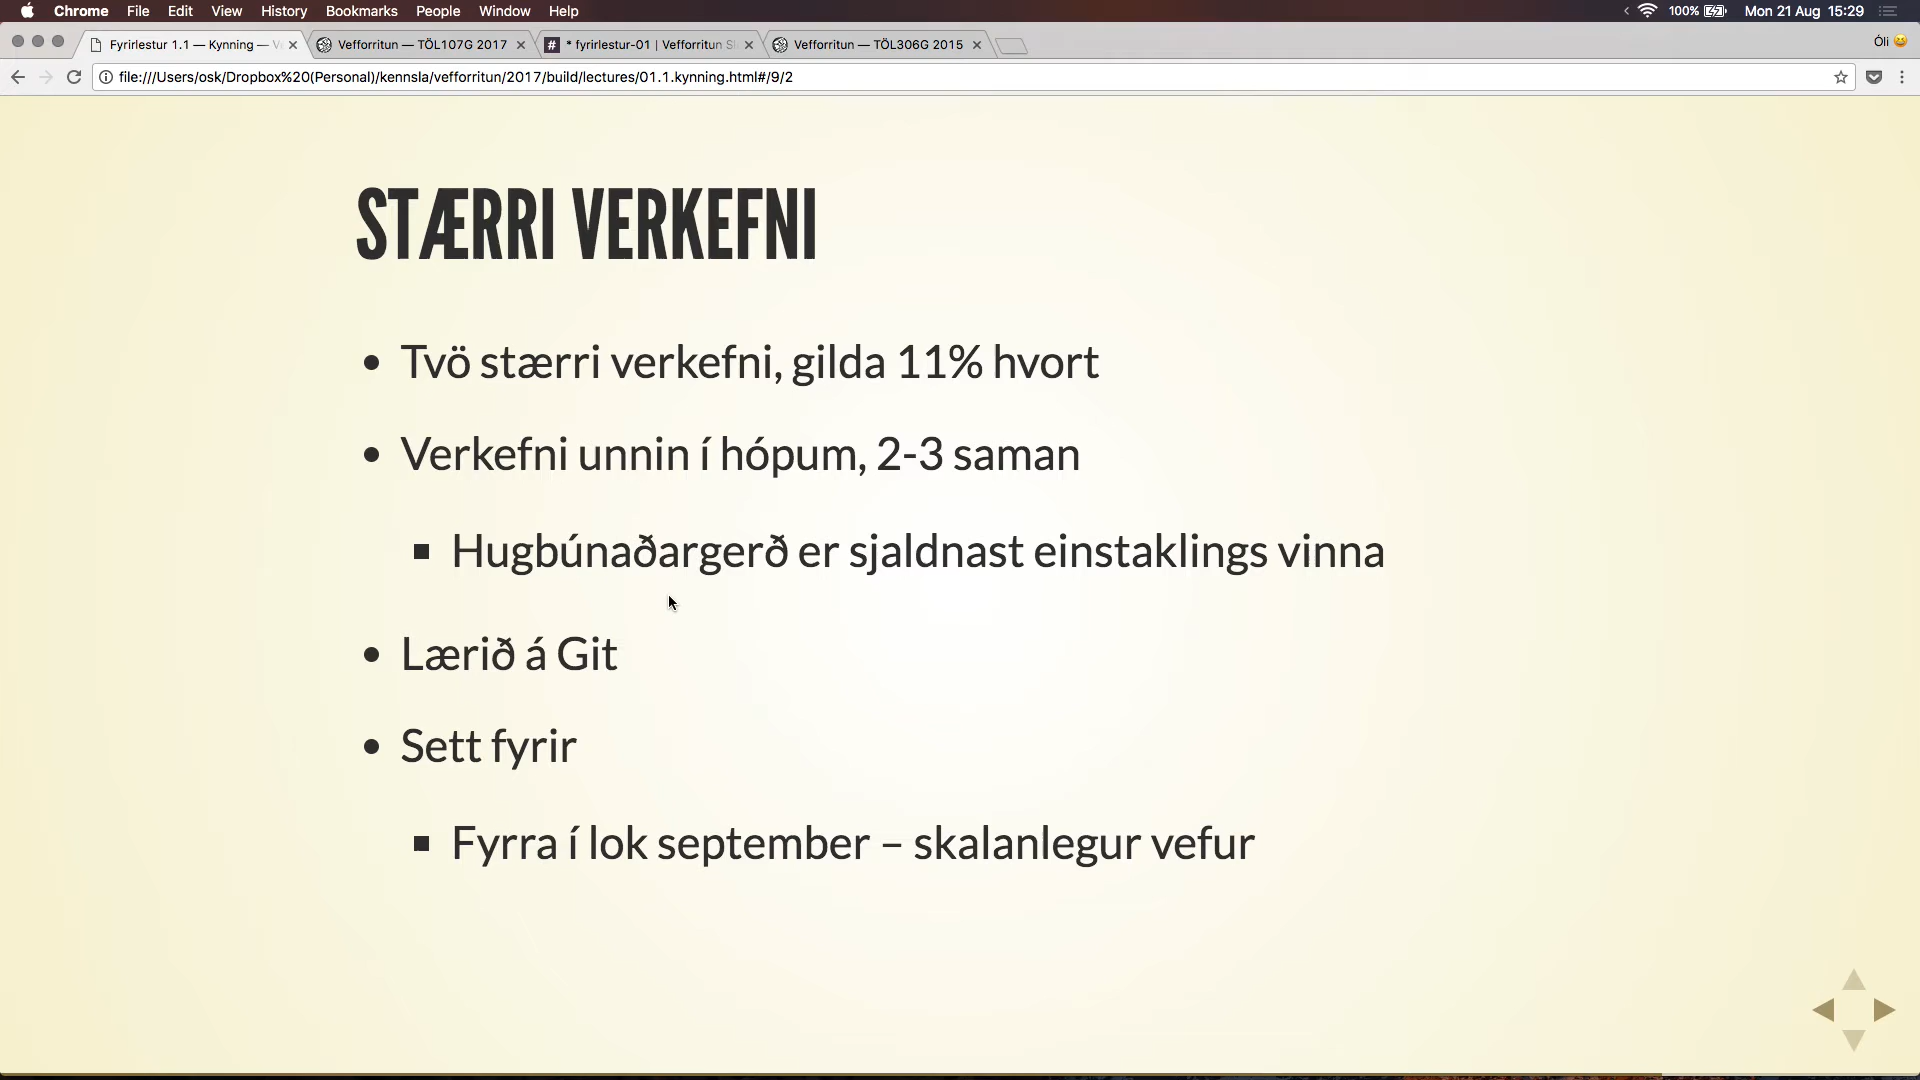 Chrome File Edit View History Bookmarks People Window Help 100% Mon 21 Aug 15:29
Fyrirlestur 1.1 — Kynning — Vefforritun — TÖL107G 2017 * fyrirlestur-01 | Vefforritun Vefforritun — TÖL306G 2015 Óli
file:///Users/osk/Dropbox%20(Personal)/kennsla/vefforritun/2017/build/lectures/01.1.kynning.html#/9/2
STÆRRI VERKEFNI
• Tvö stærri verkefni, gilda 11% hvort
• Verkefni unnin í hópum, 2-3 saman
▪ Hugbúnaðargerð er sjaldnast einstaklings vinna
• Lærið á Git
• Sett fyrir
▪ Fyrra í lok september – skalanlegur vefur